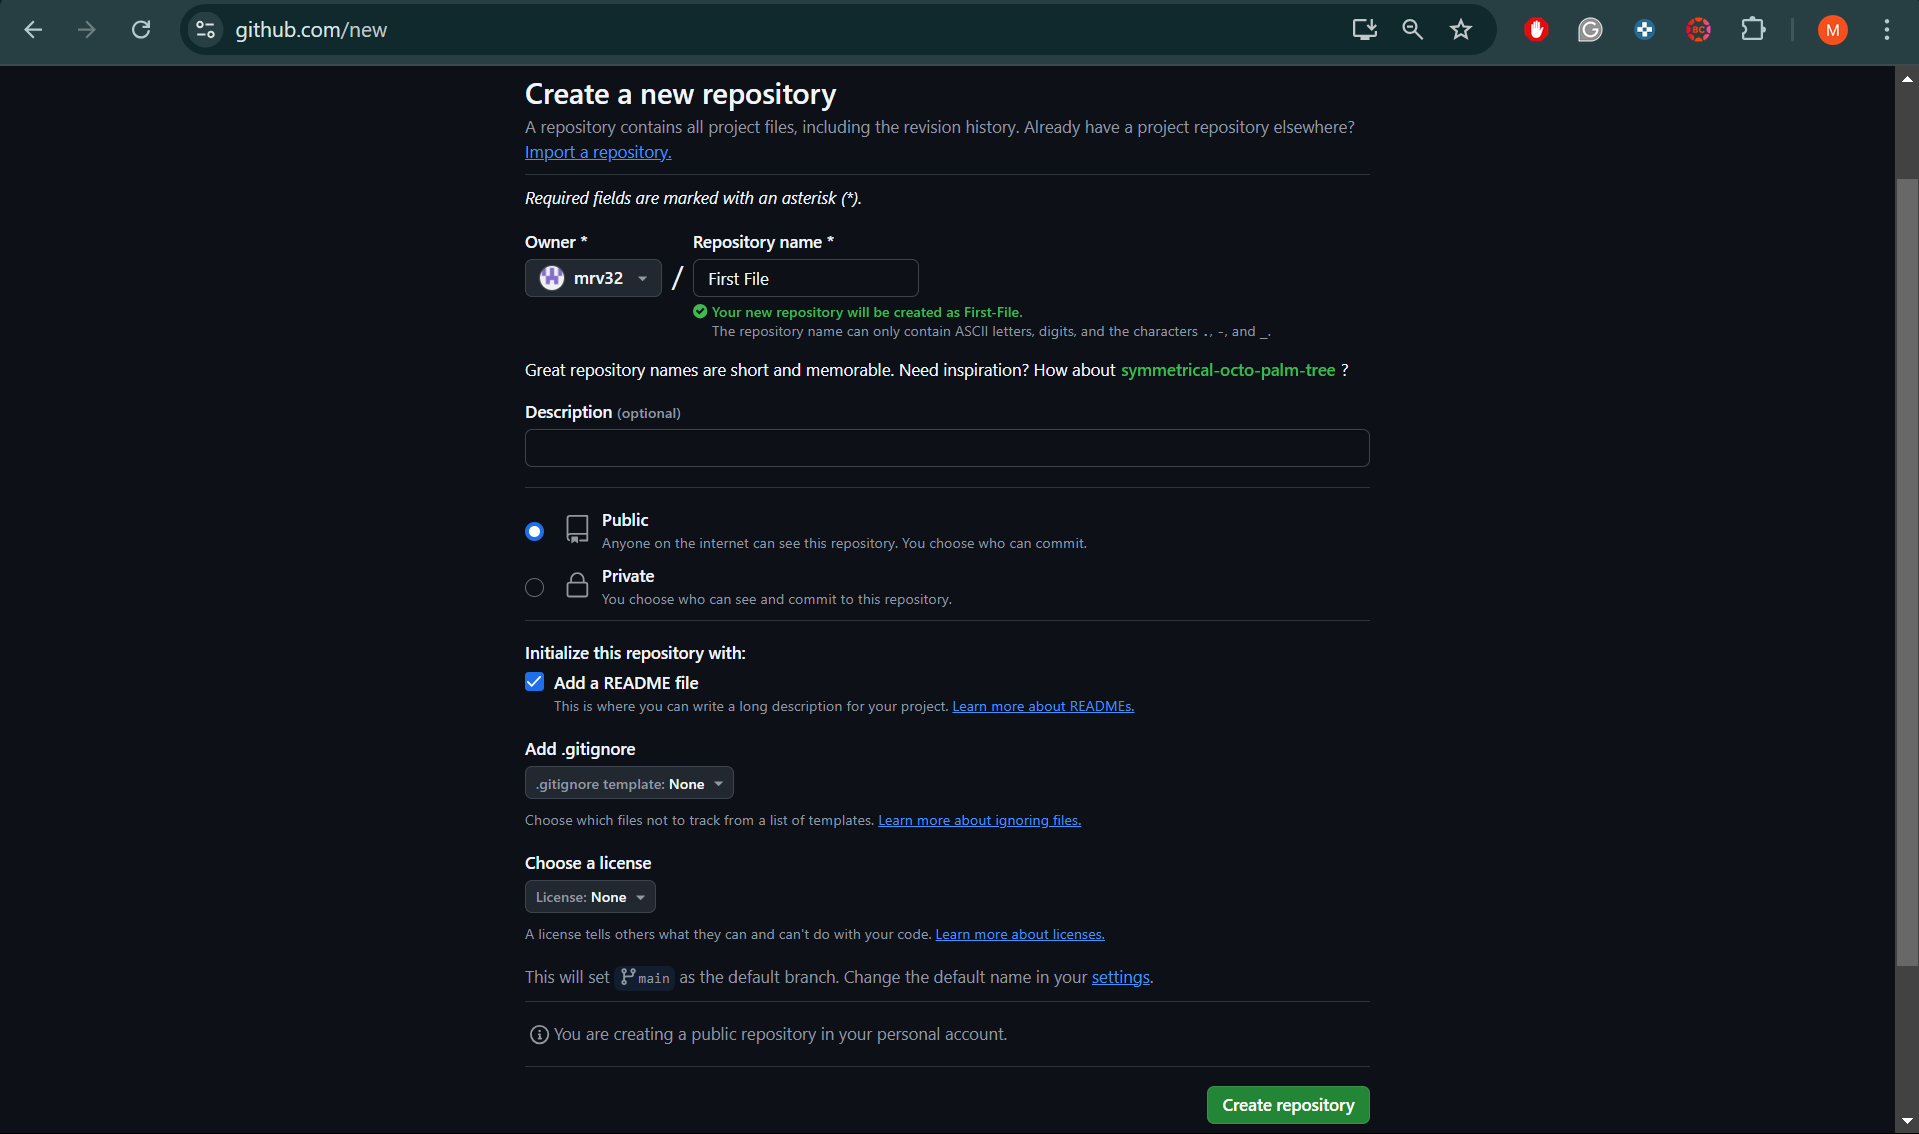 github.com/new
M
Create a new repository
A repository contains all project files, including the revision history. Already have a project repository elsewhere?
Import a repository.
Required fields are marked with an asterisk (*).
Owner * Repository name *
mrv32 / First File
Your new repository will be created as First-File.
The repository name can only contain ASCII letters, digits, and the characters ., -, and _.
Great repository names are short and memorable. Need inspiration? How about symmetrical-octo-palm-tree ?
Description (optional)
Public
Anyone on the internet can see this repository. You choose who can commit.
Private
You choose who can see and commit to this repository.
Initialize this repository with:
Add a README file
This is where you can write a long description for your project. Learn more about READMEs.
Add .gitignore
.gitignore template: None
Choose which files not to track from a list of templates. Learn more about ignoring files.
Choose a license
License: None
A license tells others what they can and can't do with your code. Learn more about licenses.
This will set main as the default branch. Change the default name in your settings.
You are creating a public repository in your personal account.
Create repository